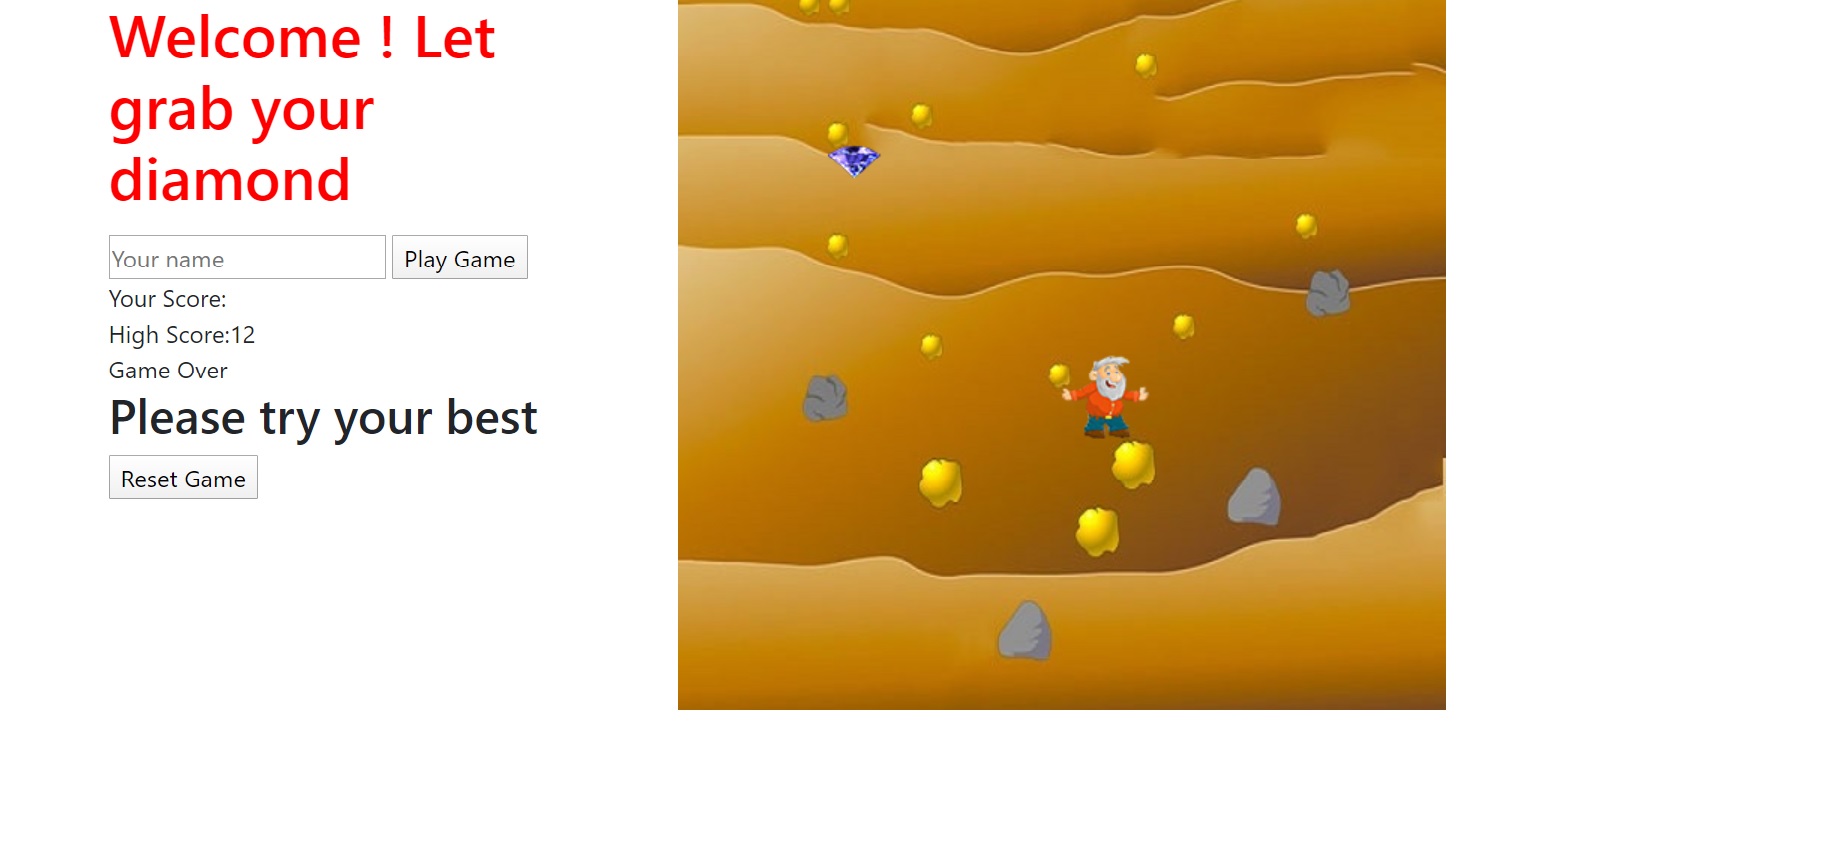 Welcome ! Let
grab your
diamond
Your name
Play Game
Your Score:
High Score:12
Game Over
Please try your best
Reset Game